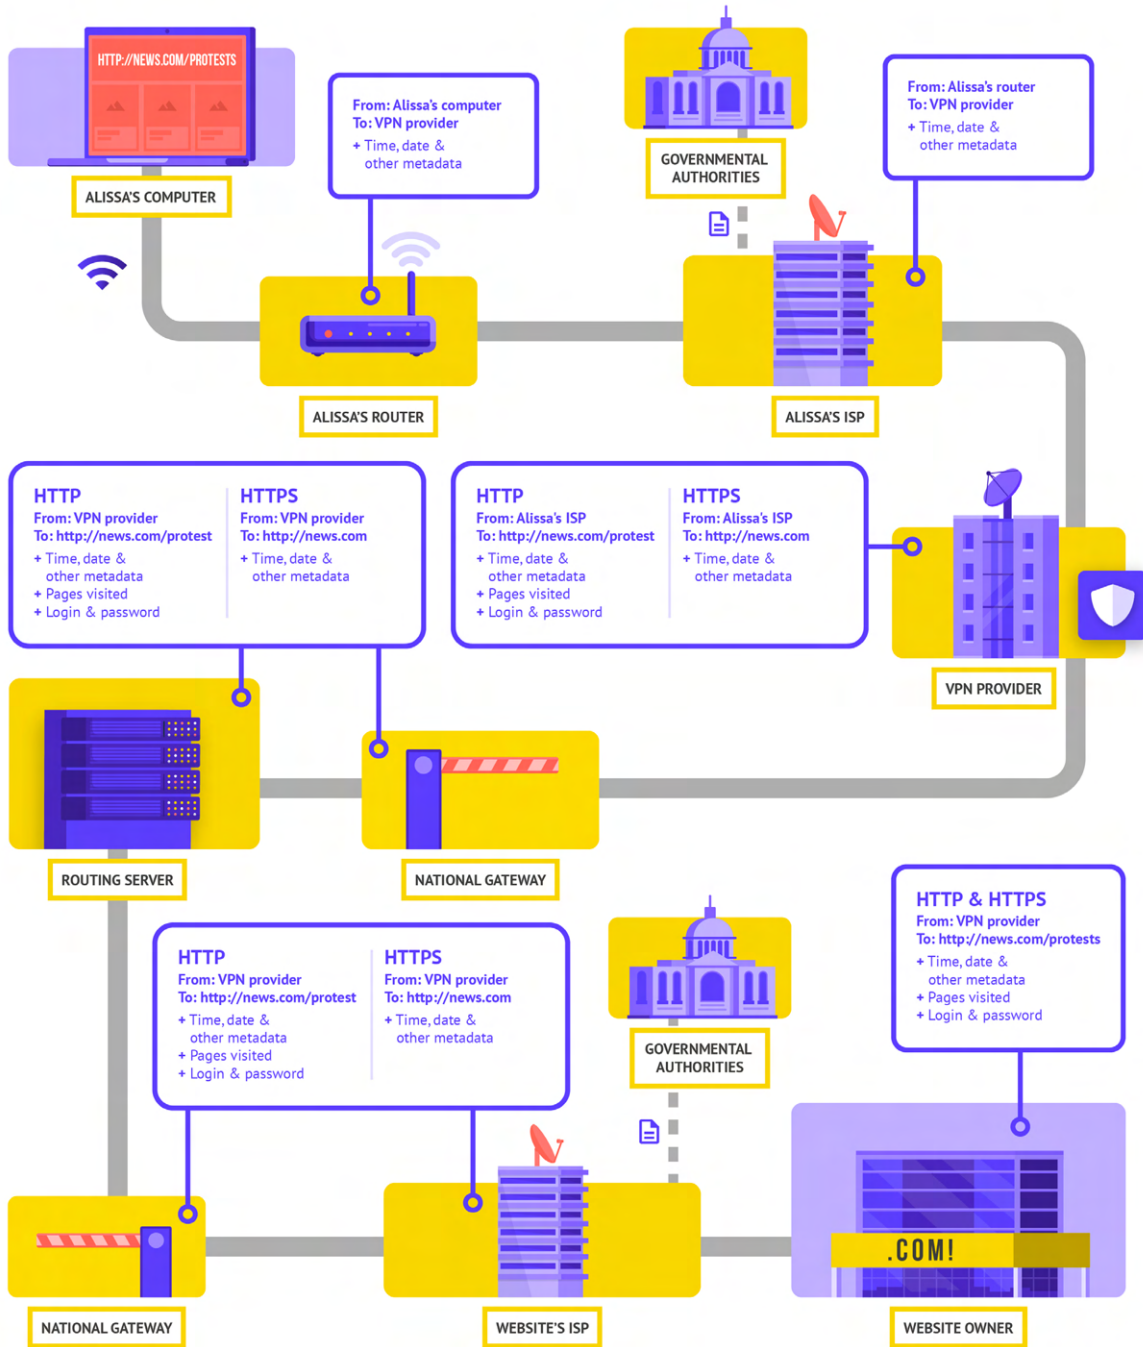 HTTP://NEWS.COM/PROTESTS
ALISSA'S COMPUTER
From: Alissa's computer
To: VPN provider
+ Time, date &
other metadata
GOVERNMENTAL
AUTHORITIES
From: Alissa's router
To: VPN provider
+ Time, date &
other metadata
ALISSA'S ROUTER
ALISSA'S ISP
HTTP
From: VPN provider
To: http://news.com/protest
+ Time, date &
other metadata
+ Pages visited
+ Login & password
HTTPS
From: VPN provider
To: http://news.com
+ Time, date &
other metadata
HTTP
From: Alissa's ISP
To: http://news.com/protest
+ Time, date &
other metadata
+ Pages visited
+ Login & password
HTTPS
From: Alissa's ISP
To: http://news.com
+ Time, date &
other metadata
VPN PROVIDER
ROUTING SERVER
NATIONAL GATEWAY
HTTP
From: VPN provider
To: http://news.com/protest
+ Time, date &
other metadata
+ Pages visited
+ Login & password
HTTPS
From: VPN provider
To: http://news.com
+ Time, date &
other metadata
GOVERNMENTAL
AUTHORITIES
HTTP & HTTPS
From: VPN provider
To: http://news.com/protests
+ Time, date &
other metadata
+ Pages visited
+ Login & password
.COM!
NATIONAL GATEWAY
WEBSITE'S ISP
WEBSITE OWNER